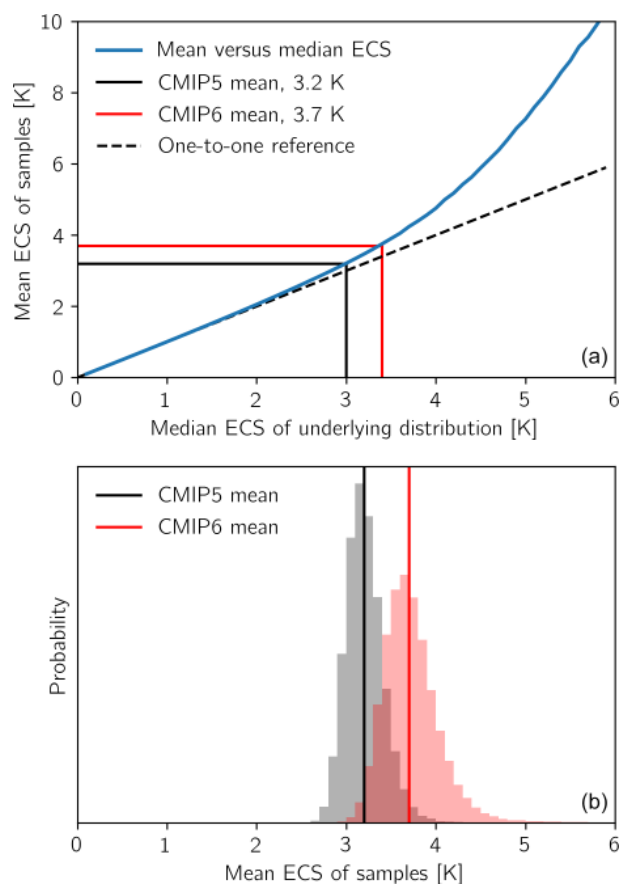 10
8
6
4
2
0
Mean ECS of samples [K]
Mean versus median ECS
CMIP5 mean, 3.2 K
CMIP6 mean, 3.7 K
One-to-one reference
(a)
0 1 2 3 4 5 6
Median ECS of underlying distribution [K]
Probability
CMIP5 mean
CMIP6 mean
(b)
0 1 2 3 4 5 6
Mean ECS of samples [K]